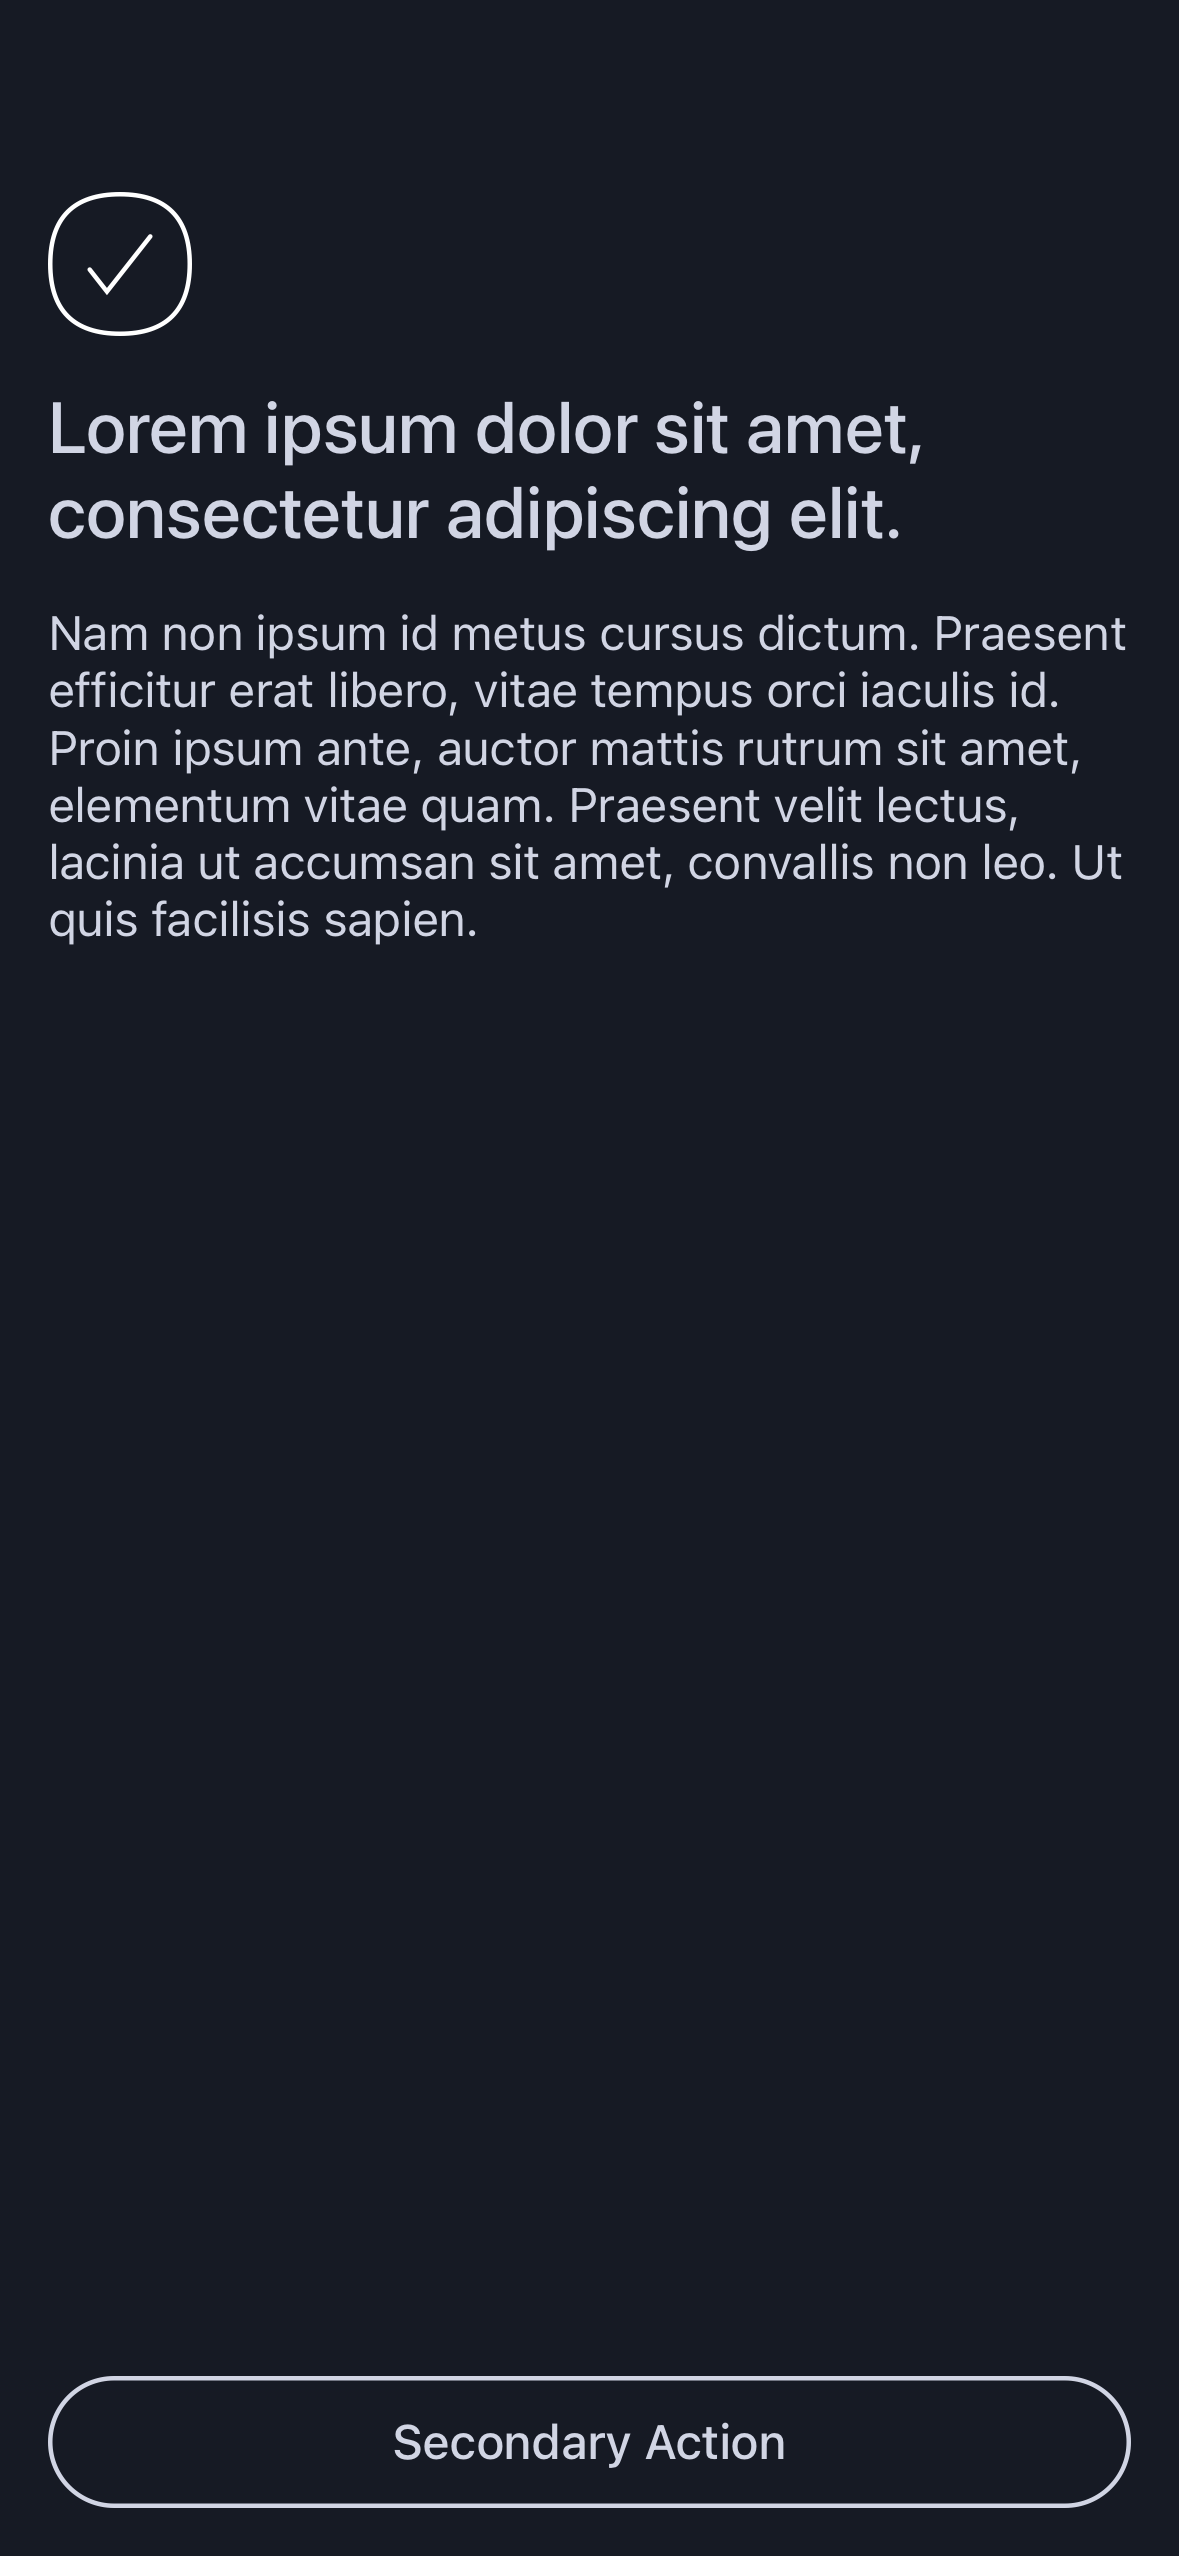 Lorem ipsum dolor sit amet,
consectetur adipiscing elit.
Nam non ipsum id metus cursus dictum. Praesent
efficitur erat libero, vitae tempus orci iaculis id.
Proin ipsum ante, auctor mattis rutrum sit amet,
elementum vitae quam. Praesent velit lectus,
lacinia ut accumsan sit amet, convallis non leo. Ut
quis facilisis sapien.
Secondary Action